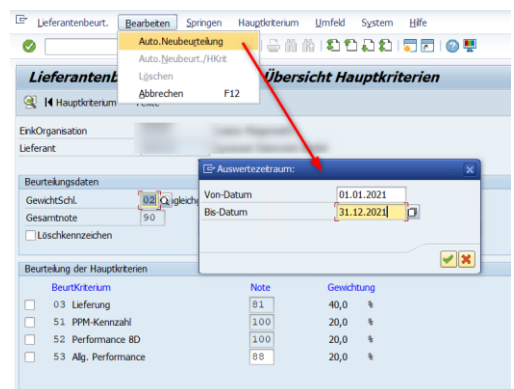 Lieferantenbeurt. Bearbeiten Springen Hauptkriterium Umfeld System Hilfe
Auto.Neubeurteilung
Auto.Neubeurt./HKrit
Löschen
Abbrechen F12
Lieferantenb Übersicht Hauptkriterien
Hauptkriterium
EinkOrganisation
Lieferant
Auswertezeitraum:
Von-Datum 01.01.2021
Bis-Datum 31.12.2021
Beurteilungsdaten
GewichtSchl. 02 gleichg
Gesamtnote 90
Löschkennzeichen
Beurteilung der Hauptkriterien
BeurtKriterium Note Gewichtung
03 Lieferung 81 40,0 %
51 PPM-Kennzahl 100 20,0 %
52 Performance 8D 100 20,0 %
53 Allg. Performance 88 20,0 %